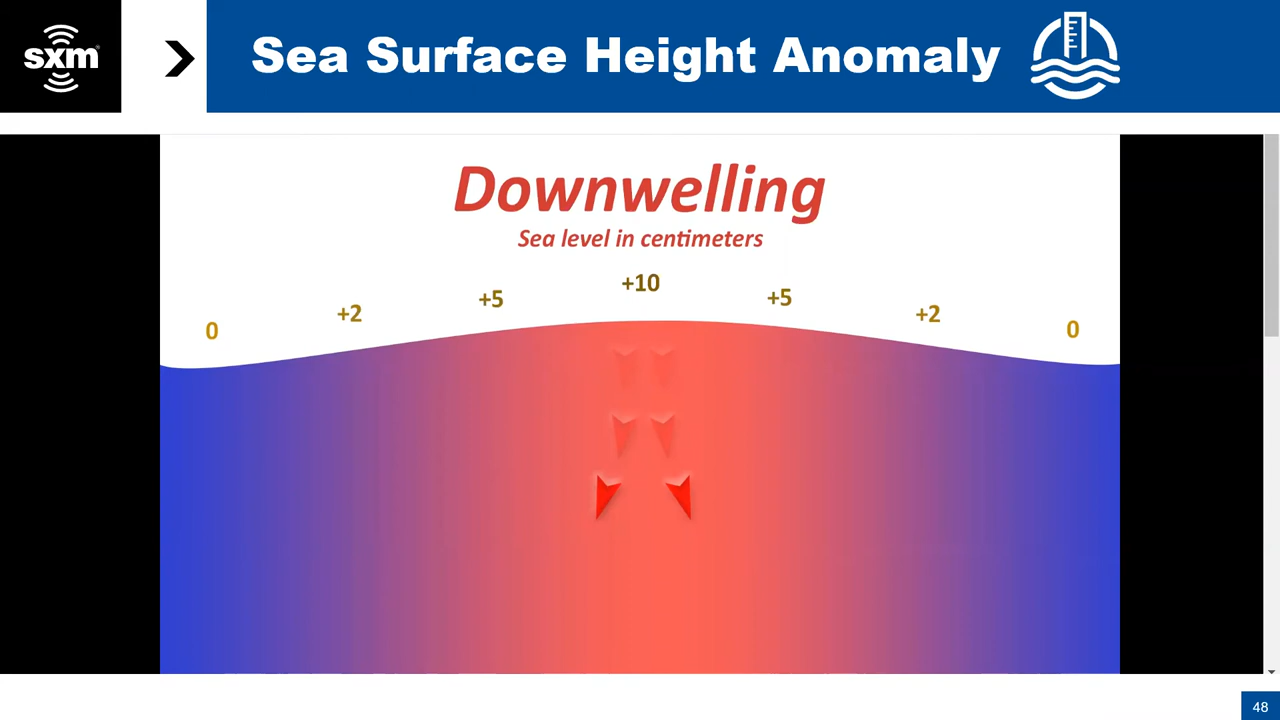 sxm
Sea Surface Height Anomaly
Downwelling
Sea level in centimeters
0 +2 +5 +10 +5 +2 0
48